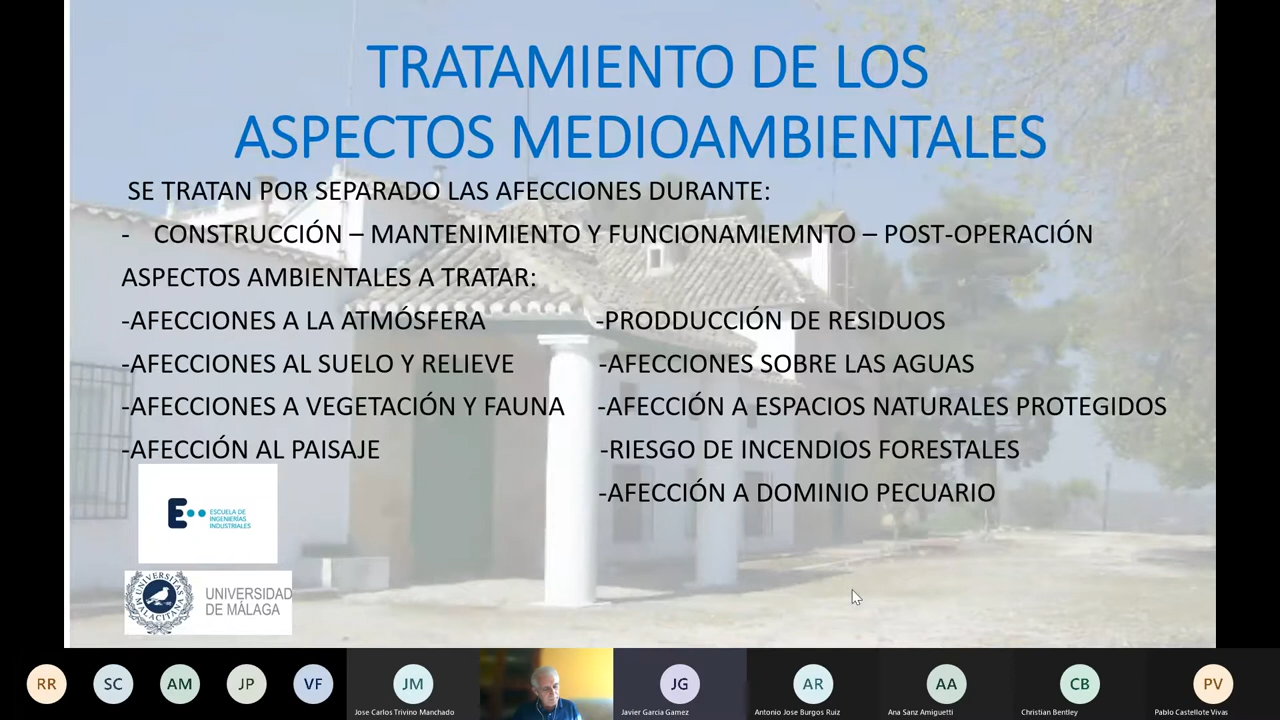 TRATAMIENTO DE LOS
ASPECTOS MEDIOAMBIENTALES
SE TRATAN POR SEPARADO LAS AFECCIONES DURANTE:
- CONSTRUCCIÓN – MANTENIMIENTO Y FUNCIONAMIEMNTO – POST-OPERACIÓN
ASPECTOS AMBIENTALES A TRATAR:
-AFECCIONES A LA ATMÓSFERA -PRODDUCCIÓN DE RESIDUOS
-AFECCIONES AL SUELO Y RELIEVE -AFECCIONES SOBRE LAS AGUAS
-AFECCIONES A VEGETACIÓN Y FAUNA -AFECCIÓN A ESPACIOS NATURALES PROTEGIDOS
-AFECCIÓN AL PAISAJE -RIESGO DE INCENDIOS FORESTALES
-AFECCIÓN A DOMINIO PECUARIO
E
ESCUELA DE
INGENIERÍAS
INDUSTRIALES
UNIVERSITAS MALACITANA
UNIVERSIDAD
DE MÁLAGA
RR SC AM JP VF JM JG AR AA CB PV
Jose Carlos Trivino Manchado Javier Garcia Gamez Antonio Jose Burgos Ruiz Ana Sanz Amiguetti Christian Bentley Pablo Castellote Vivas